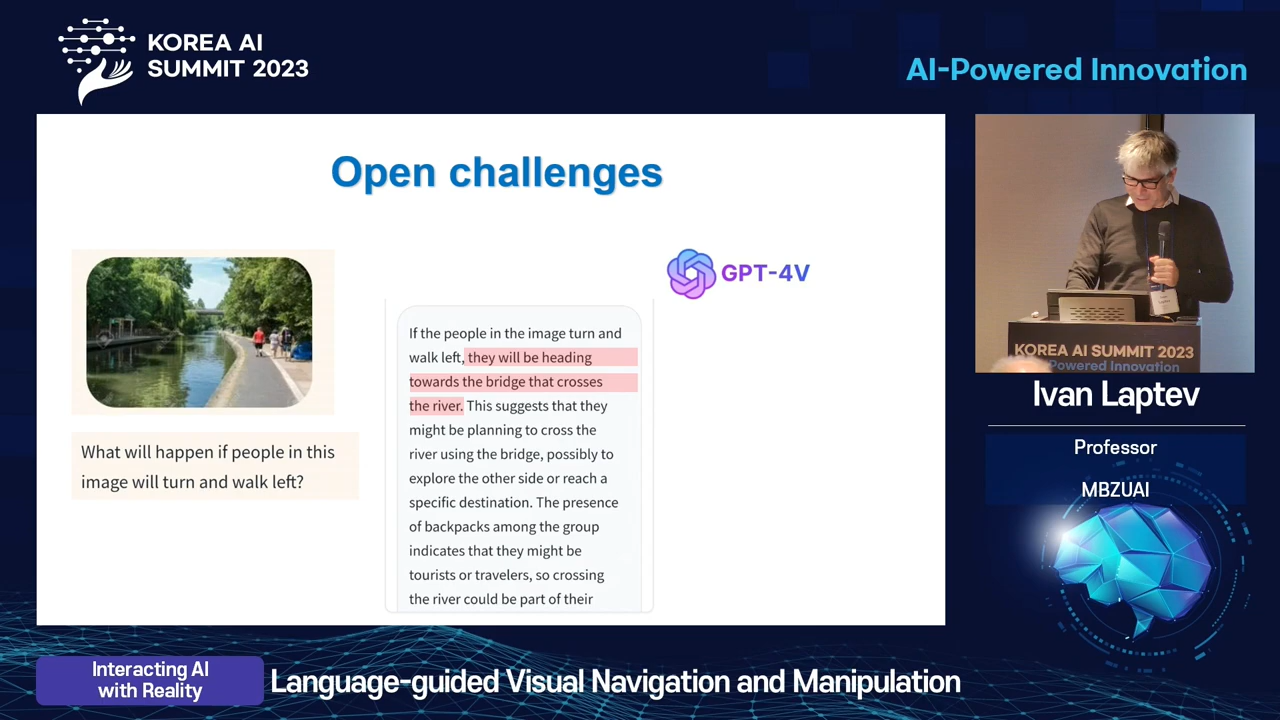 KOREA AI
SUMMIT 2023
AI-Powered Innovation
Open challenges
What will happen if people in this
image will turn and walk left?
If the people in the image turn and
walk left, they will be heading
towards the bridge that crosses
the river. This suggests that they
might be planning to cross the
river using the bridge, possibly to
explore the other side or reach a
specific destination. The presence
of backpacks among the group
indicates that they might be
tourists or travelers, so crossing
the river could be part of their
GPT-4V
KOREA AI SUMMIT 2023
Powered Innovation
Ivan Laptev
Professor
MBZUAI
Interacting AI
with Reality
Language-guided Visual Navigation and Manipulation